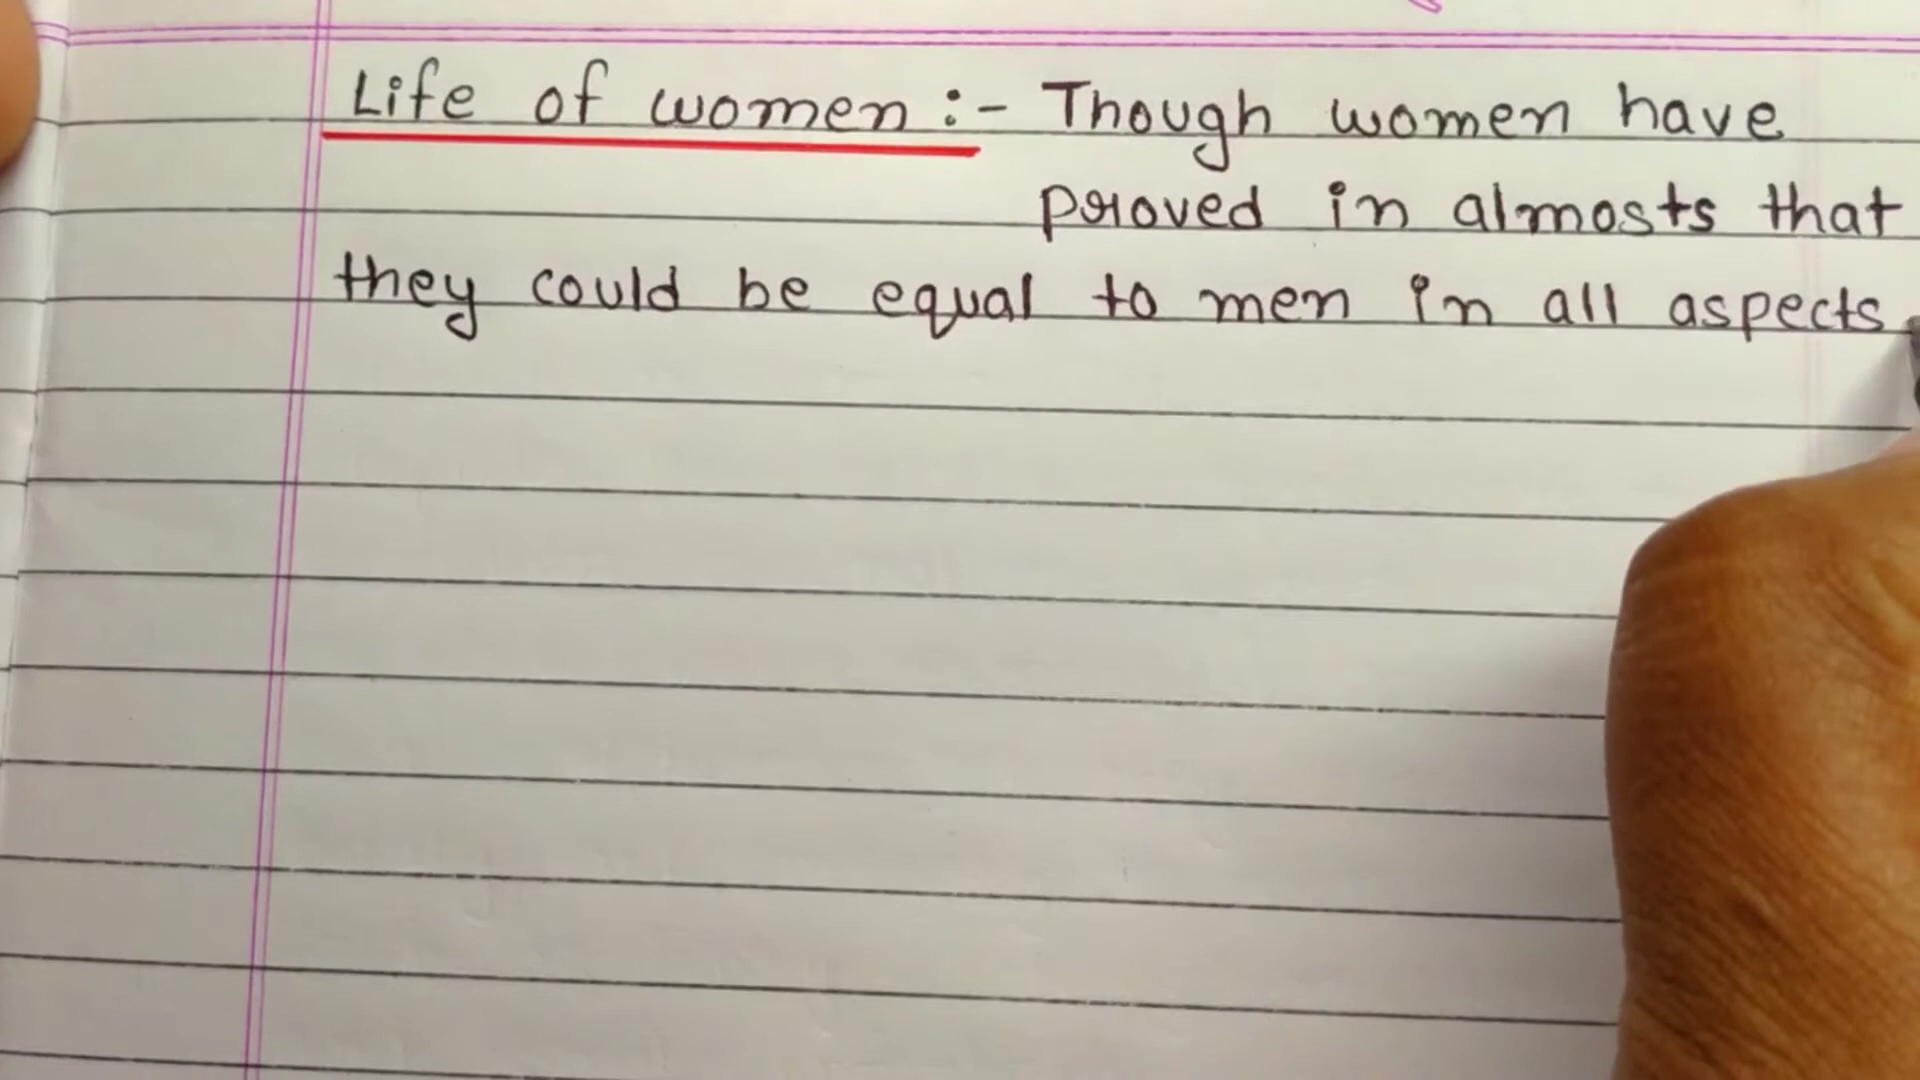 Life of women :- Though women have
proved in almosts that
they could be equal to men in all aspects